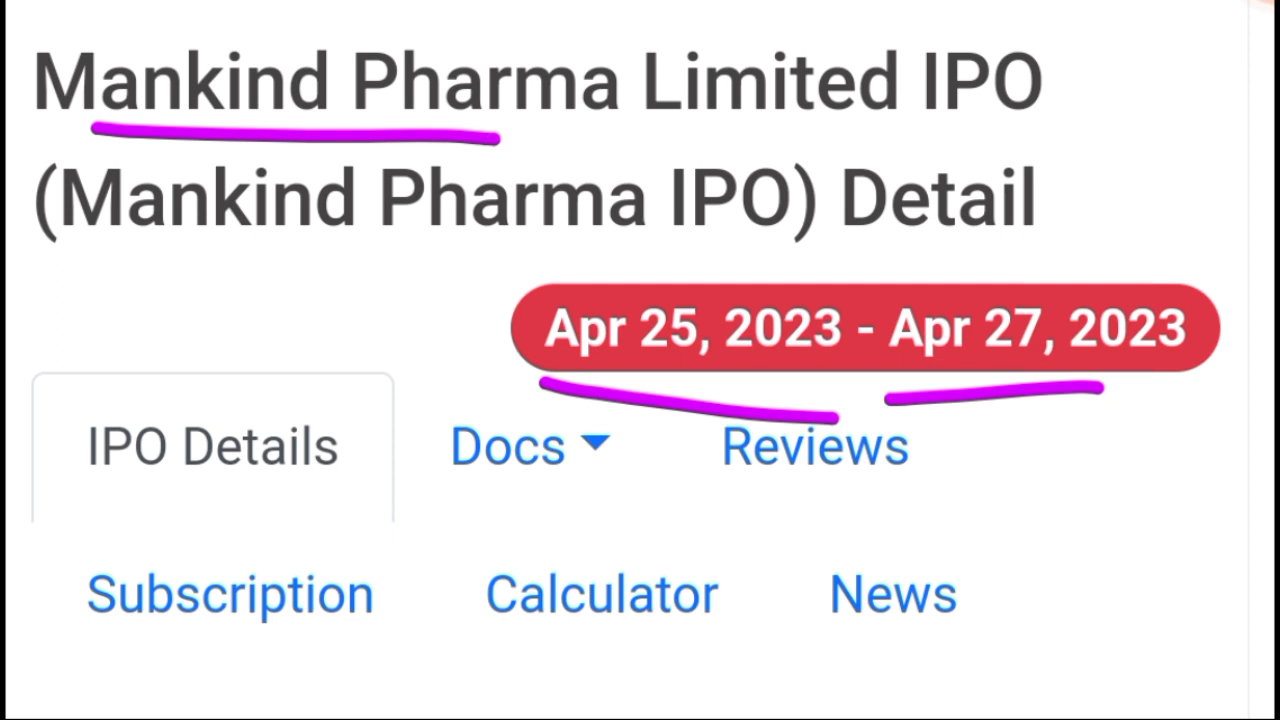 Mankind Pharma Limited IPO
(Mankind Pharma IPO) Detail
Apr 25, 2023 - Apr 27, 2023
IPO Details Docs Reviews
Subscription Calculator News